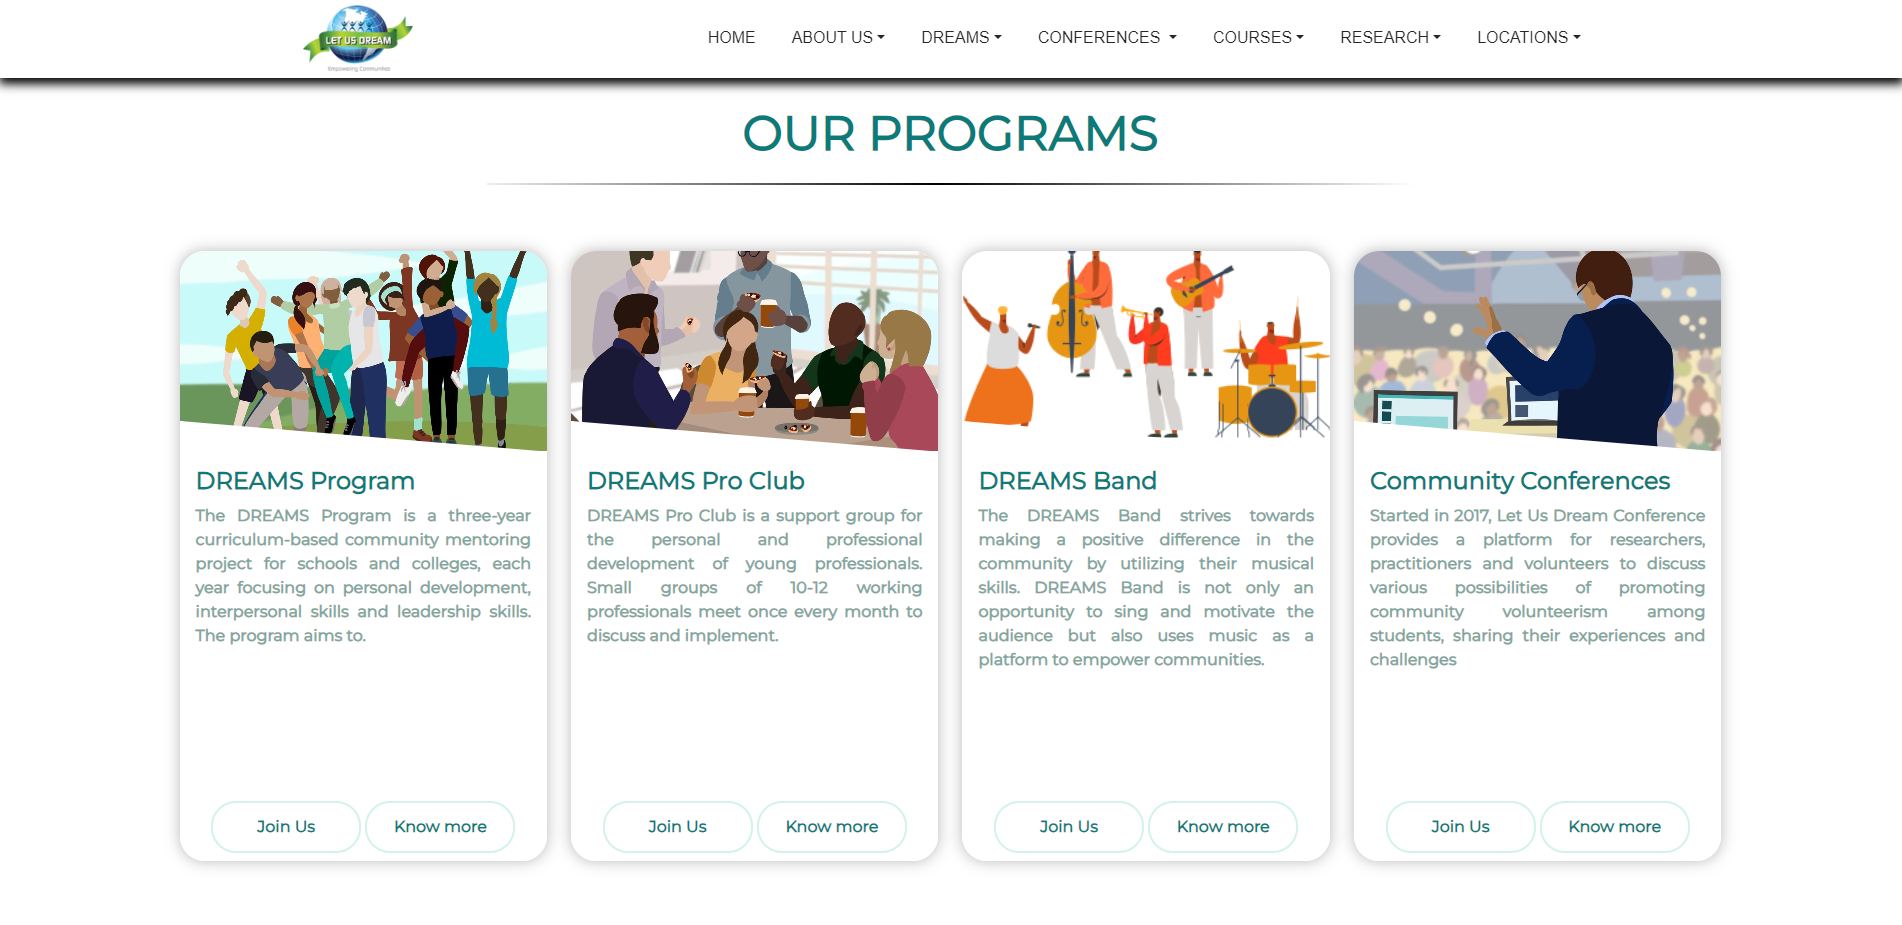 LET US DREAM
Empowering Communities
HOME
ABOUT US
DREAMS
CONFERENCES
COURSES
RESEARCH
LOCATIONS
OUR PROGRAMS
DREAMS Program
The DREAMS Program is a three-year
curriculum-based community mentoring
project for schools and colleges, each
year focusing on personal development,
interpersonal skills and leadership skills.
The program aims to.
Join Us
Know more
DREAMS Pro Club
DREAMS Pro Club is a support group for
the personal and professional
development of young professionals.
Small groups of 10-12 working
professionals meet once every month to
discuss and implement.
Join Us
Know more
DREAMS Band
The DREAMS Band strives towards
making a positive difference in the
community by utilizing their musical
skills. DREAMS Band is not only an
opportunity to sing and motivate the
audience but also uses music as a
platform to empower communities.
Join Us
Know more
Community Conferences
Started in 2017, Let Us Dream Conference
provides a platform for researchers,
practitioners and volunteers to discuss
various possibilities of promoting
community volunteerism among
students, sharing their experiences and
challenges
Join Us
Know more